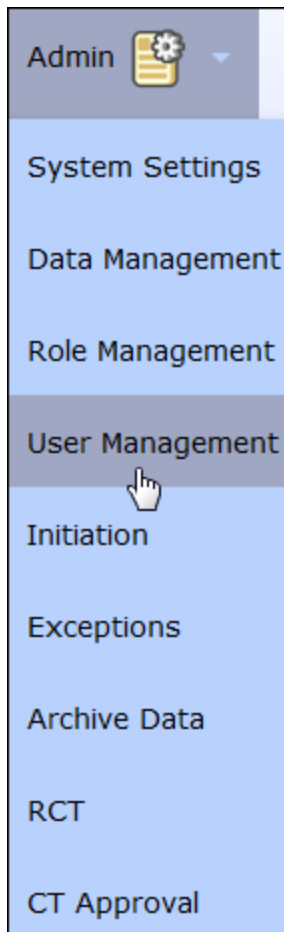 Admin
System Settings
Data Management
Role Management
User Management
Initiation
Exceptions
Archive Data
RCT
CT Approval